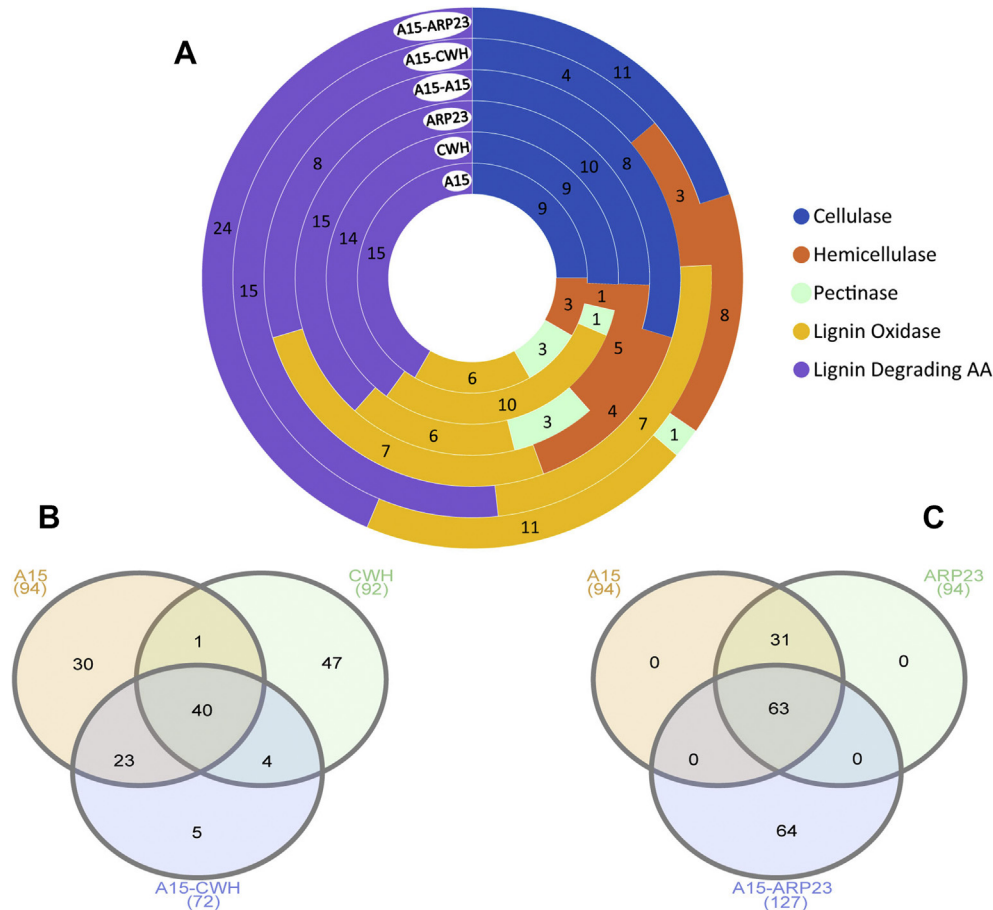 A
A15-ARP23
A15-CWH
A15-A15
ARP23
CWH
A15
11
4
8
10
9
9
3
8
1
3
1
1
3
5
4
7
1
6
10
3
6
7
11
24
15
8
15
14
15
Cellulase
Hemicellulase
Pectinase
Lignin Oxidase
Lignin Degrading AA
B
A15
(94)
CWH
(92)
1
30
47
40
23
4
5
A15-CWH
(72)
C
A15
(94)
ARP23
(94)
31
0
0
63
0
0
64
A15-ARP23
(127)